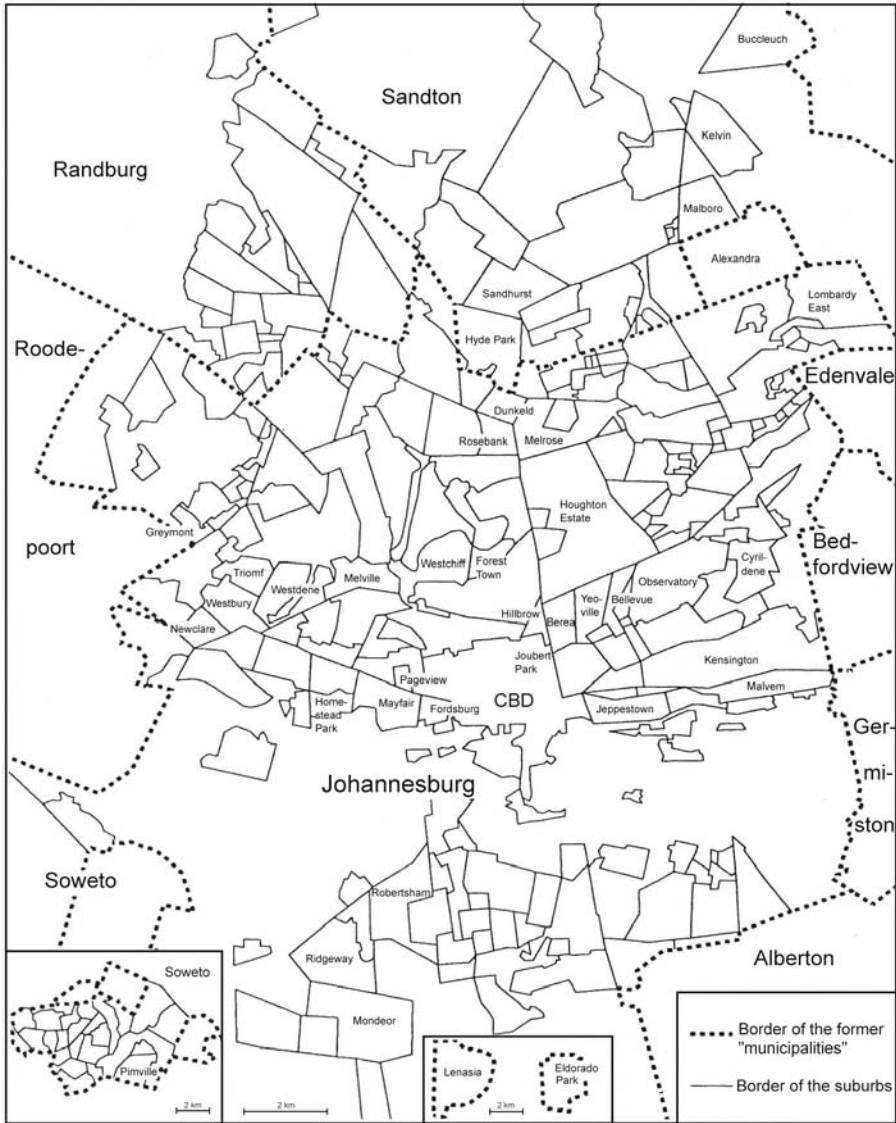 Buccleuch
Sandton
Kelvin
Randburg
Malboro
Alexandra
Sandhurst
Lombardy
East
Roode-
Hyde Park
Edenvale
Dunkeld
Rosebank
Melrose
Houghton
Estate
Greymont
poort
Bed-
fordview
Westchiff
Forest
Town
Cyril-
dene
Triomf
Westdene
Melville
Observatory
Yeo-
ville
Bellevue
Westbury
Hillbrow
Berea
Newclare
Joubert
Park
Kensington
Pageview
Malvern
Home-
stead
Park
Mayfair
Fordsburg
CBD
Jeppestown
Ger-
mi-
ston
Johannesburg
Soweto
Robertsham
Ridgeway
Alberton
Mondeor
Soweto
Pimville
2 km
2 km
Lenasia
2 km
Eldorado
Park
Border of the former
"municipalities"
Border of the suburbs